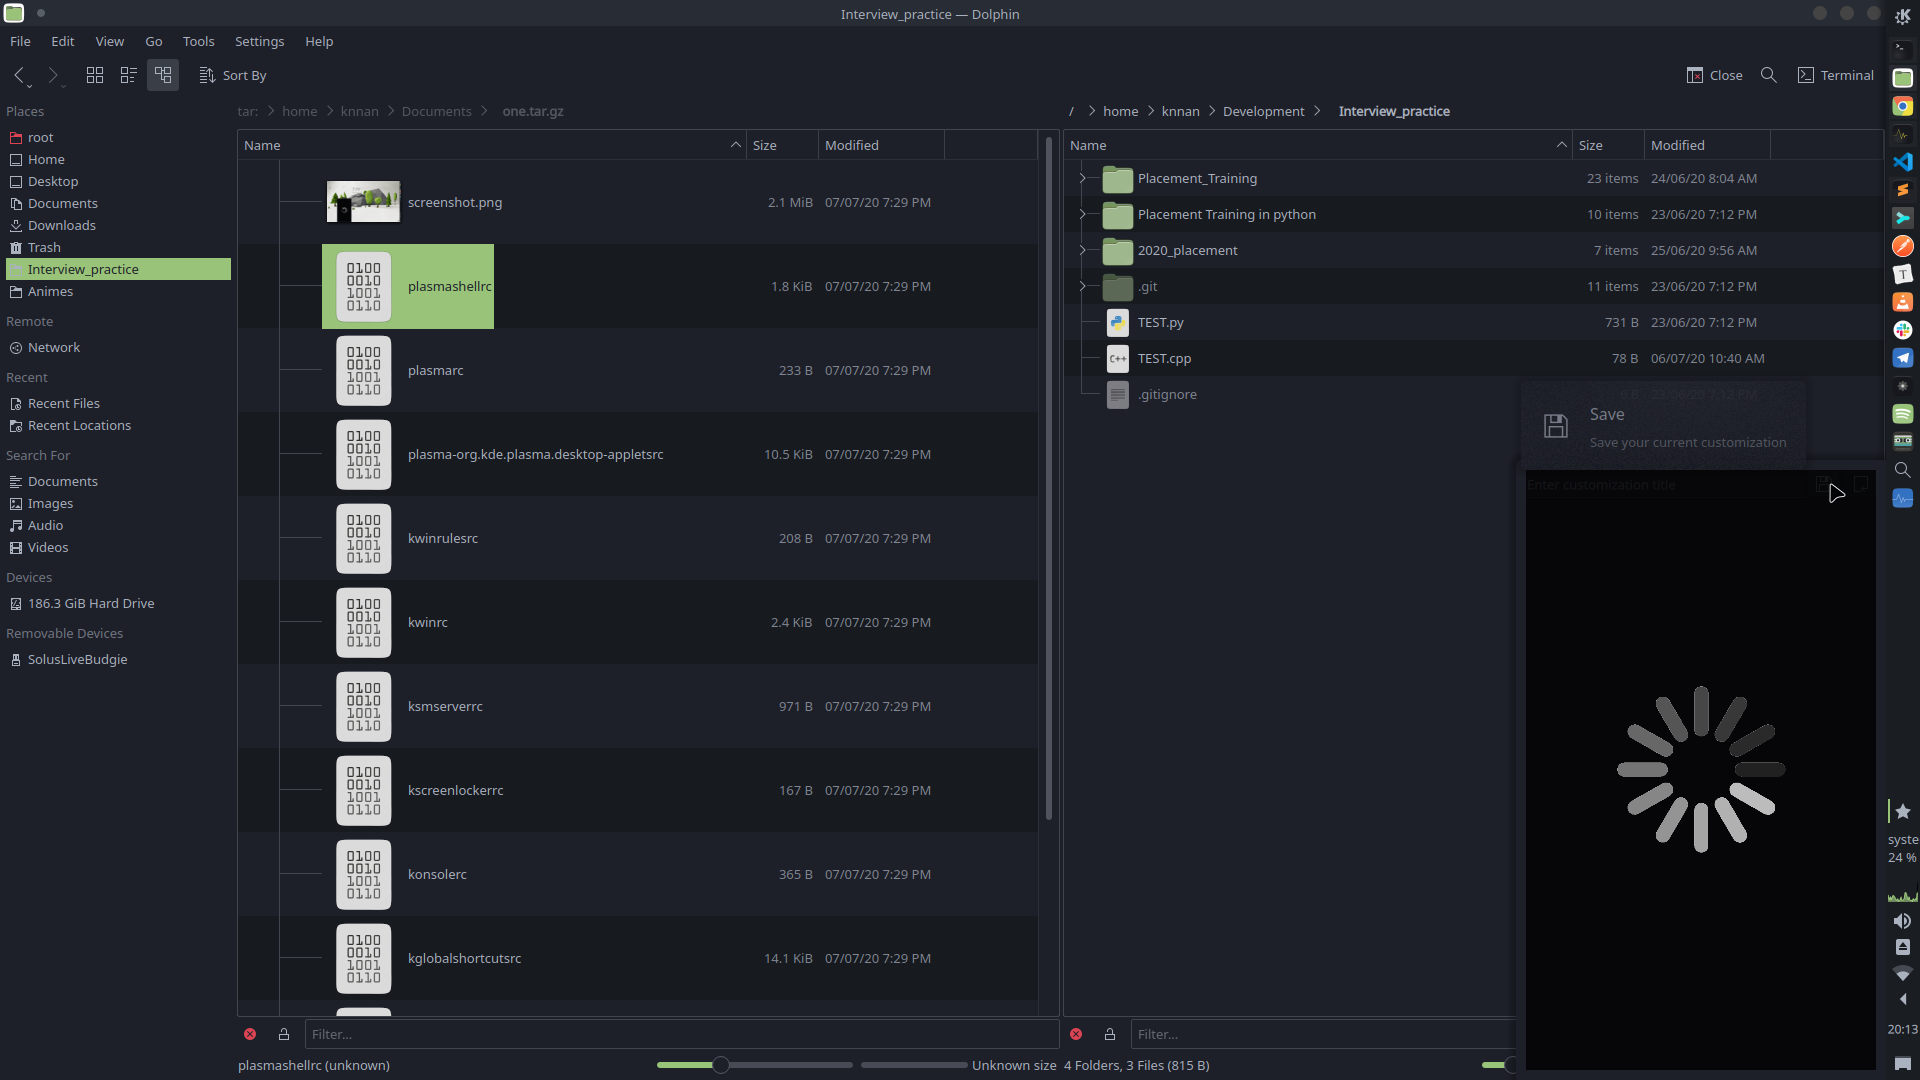 Interview_practice — Dolphin
File Edit View Go Tools Settings Help
Sort By
Close
Terminal
Places
root
Home
Desktop
Documents
Downloads
Trash
Interview_practice
Animes
Remote
Network
Recent
Recent Files
Recent Locations
Search For
Documents
Images
Audio
Videos
Devices
186.3 GiB Hard Drive
Removable Devices
SolusLiveBudgie
tar: home knnan Documents one.tar.gz
Name Size Modified
screenshot.png 2.1 MiB 07/07/20 7:29 PM
plasmashellrc 1.8 KiB 07/07/20 7:29 PM
plasmarc 233 B 07/07/20 7:29 PM
plasma-org.kde.plasma.desktop-appletsrc 10.5 KiB 07/07/20 7:29 PM
kwinrulesrc 208 B 07/07/20 7:29 PM
kwinrc 2.4 KiB 07/07/20 7:29 PM
ksmserverrc 971 B 07/07/20 7:29 PM
kscreenlockerrc 167 B 07/07/20 7:29 PM
konsolerc 365 B 07/07/20 7:29 PM
kglobalshortcutsrc 14.1 KiB 07/07/20 7:29 PM
Filter...
plasmashellrc (unknown)
Unknown size
/ home knnan Development Interview_practice
Name Size Modified
Placement_Training 23 items 24/06/20 8:04 AM
Placement Training in python 10 items 23/06/20 7:12 PM
2020_placement 7 items 25/06/20 9:56 AM
.git 11 items 23/06/20 7:12 PM
TEST.py 731 B 23/06/20 7:12 PM
C++ TEST.cpp 78 B 06/07/20 10:40 AM
.gitignore 6 B 23/06/20 7:12 PM
Save
Save your current customization
Enter customization title
Filter...
4 Folders, 3 Files (815 B)
T
syste
24 %
20:13